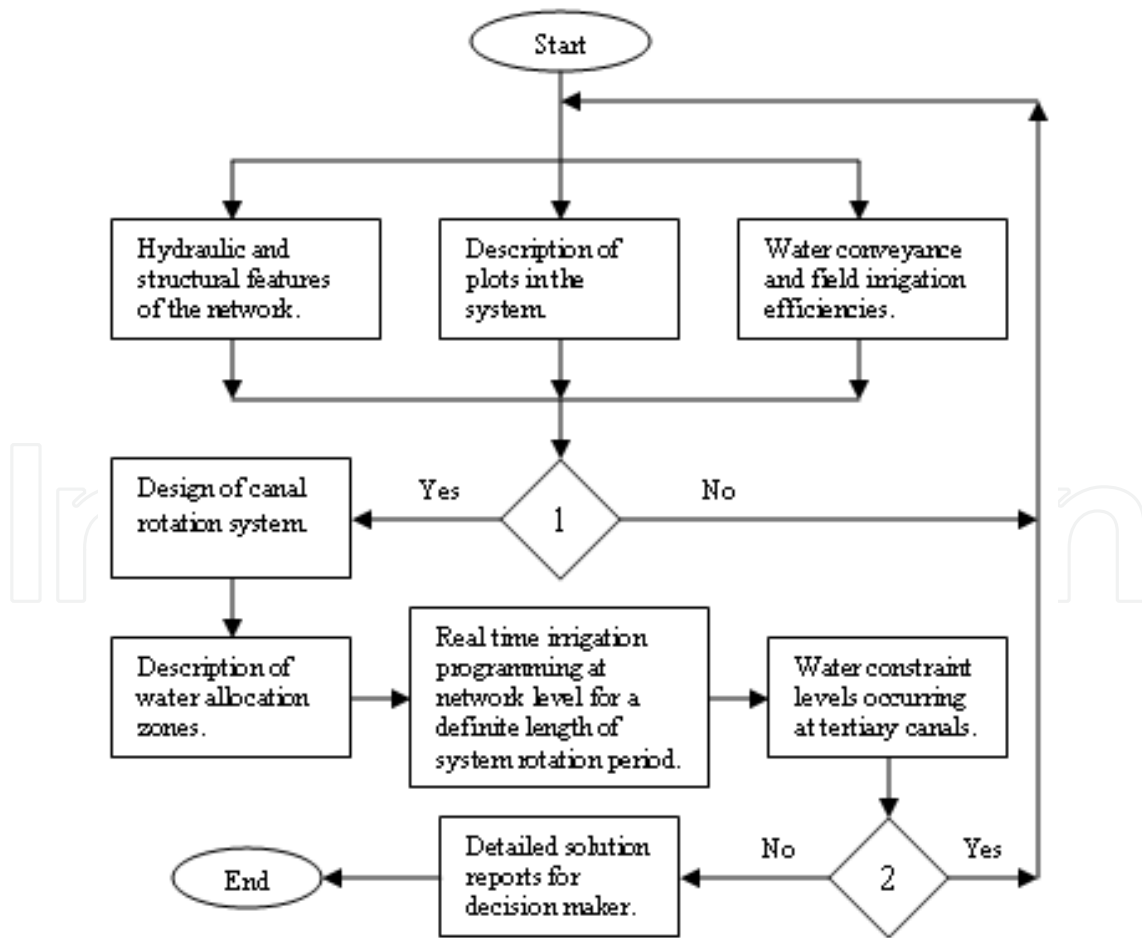 Start
Hydraulic and
structural features
of the network.
Description of
plots in the
system.
Water conveyance
and field irrigation
efficiencies.
1
Yes
No
Design of canal
rotation system.
Description of
water allocation
zones.
Real time irrigation
programming at
network level for a
definite length of
system rotation period.
Water constraint
levels occurring
at tertiary canals.
2
No
Yes
Detailed solution
reports for
decision maker.
End